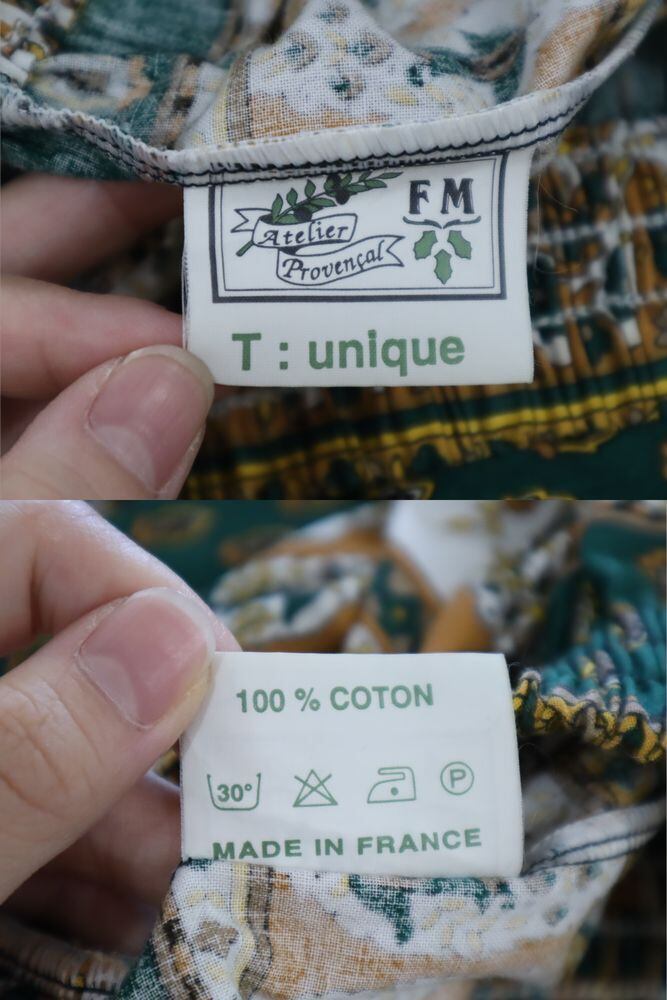 FM
Atelier
Provençal
T : unique
100 % COTON
30° P
MADE IN FRANCE